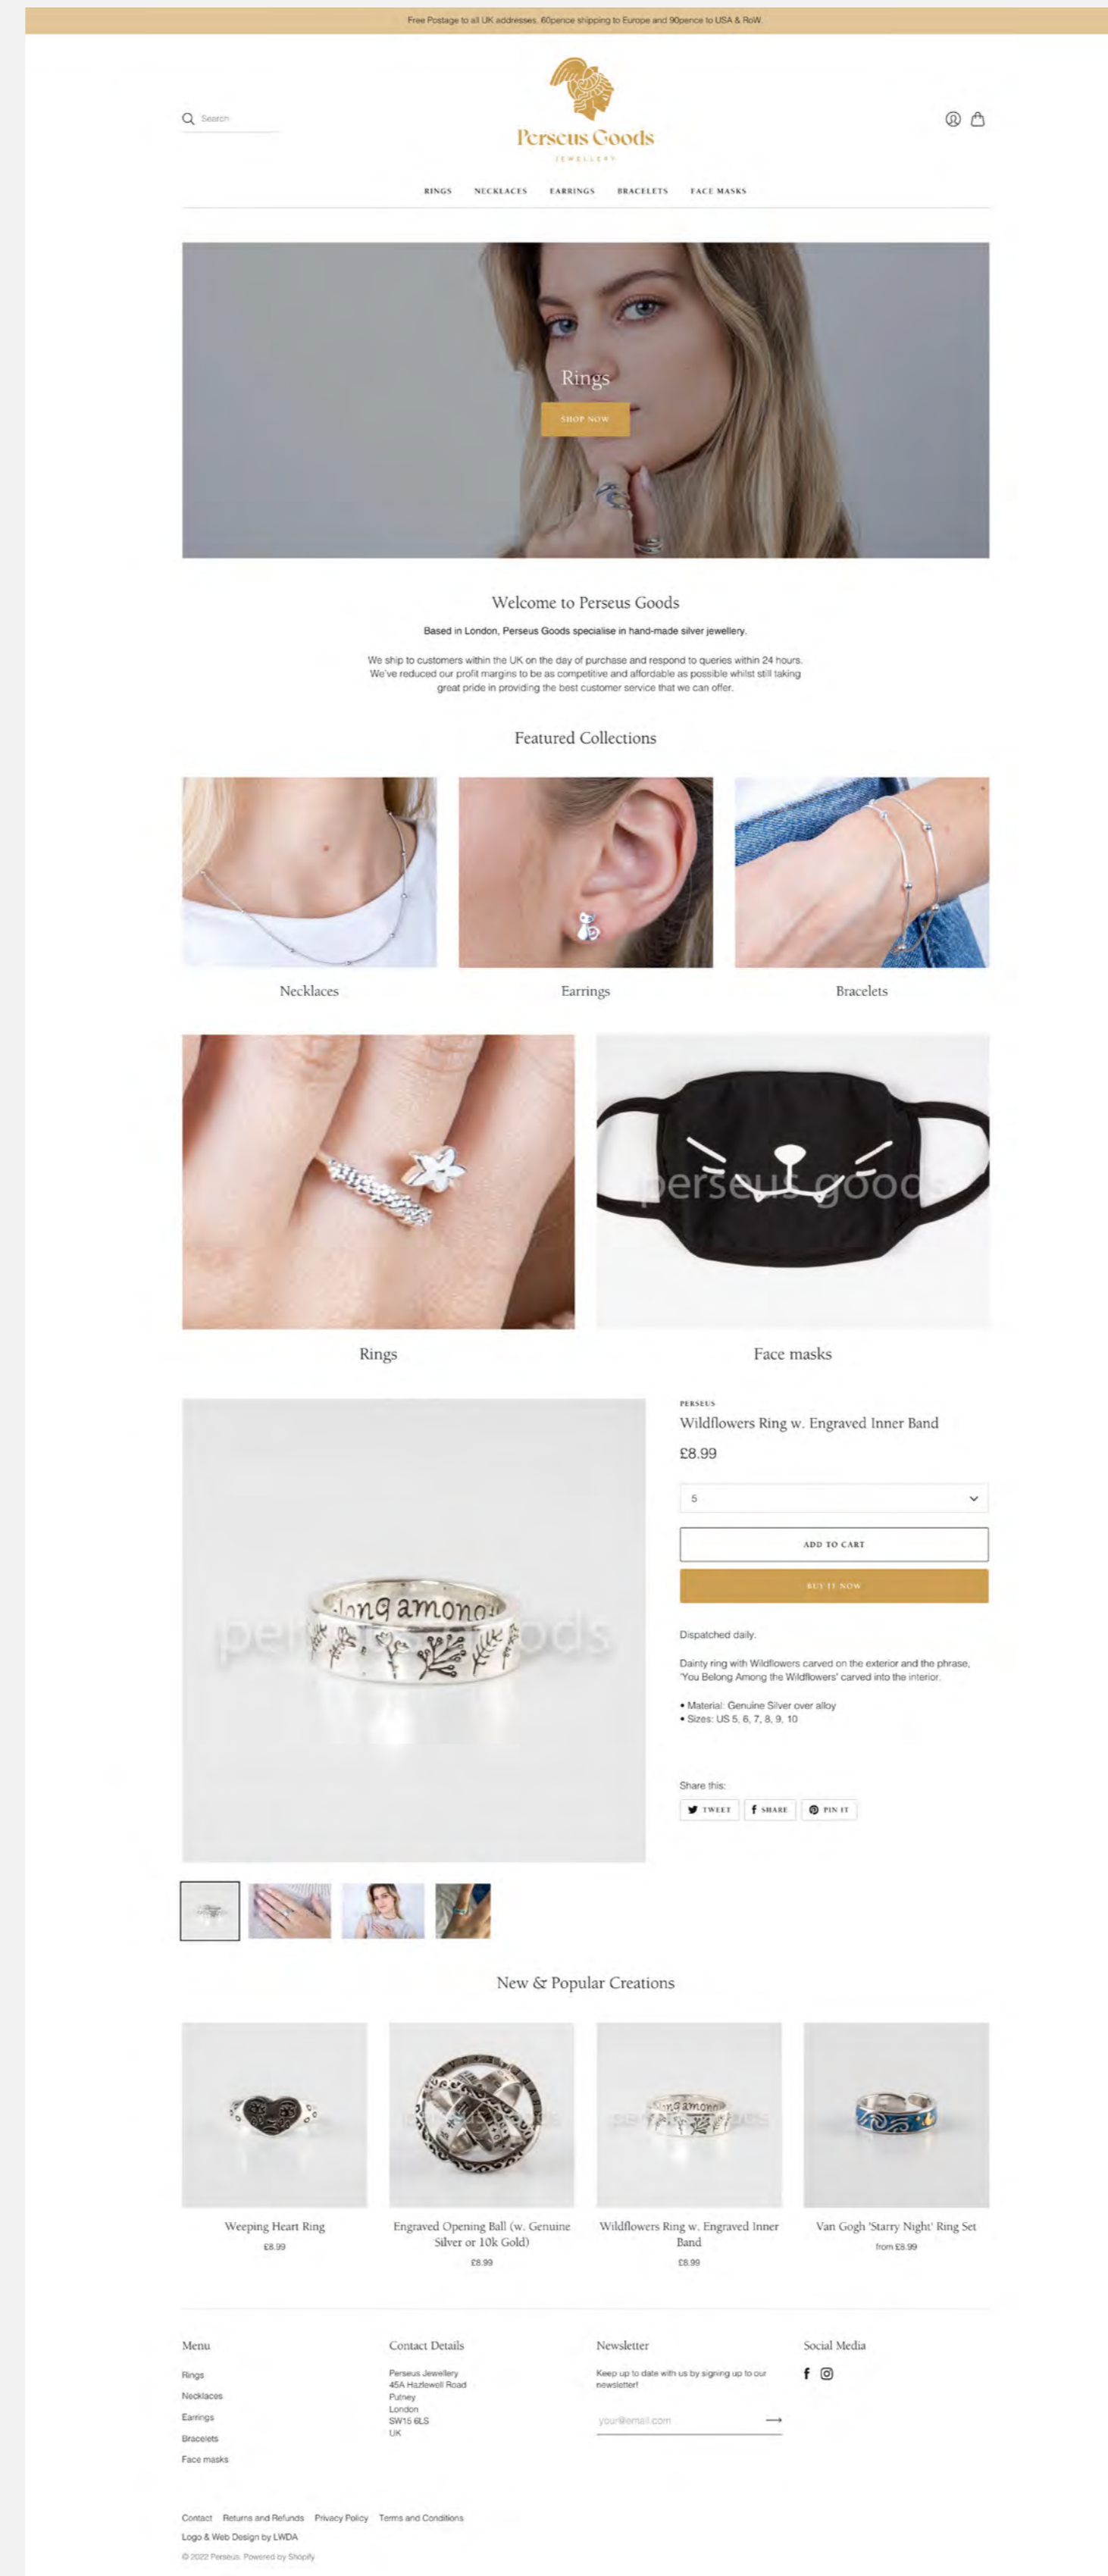 Free Postage to all UK addresses. 60pence shipping to Europe and 90pence to USA & RoW.
Search
Perseus Goods
JEWELLERY
RINGS NECKLACES EARRINGS BRACELETS FACE MASKS
Rings
SHOP NOW
Welcome to Perseus Goods
Based in London, Perseus Goods specialise in hand-made silver jewellery.
We ship to customers within the UK on the day of purchase and respond to queries within 24 hours.
We've reduced our profit margins to be as competitive and affordable as possible whilst still taking
great pride in providing the best customer service that we can offer.
Featured Collections
Necklaces Earrings Bracelets
perseus goods
Rings Face masks
PERSEUS
Wildflowers Ring w. Engraved Inner Band
£8.99
5
ADD TO CART
BUY IT NOW
long among
Dispatched daily.
Dainty ring with Wildflowers carved on the exterior and the phrase,
'You Belong Among the Wildflowers' carved into the interior.
• Material: Genuine Silver over alloy
• Sizes: US 5, 6, 7, 8, 9, 10
Share this:
TWEET SHARE PIN IT
New & Popular Creations
Weeping Heart Ring
£8.99
Engraved Opening Ball (w. Genuine
Silver or 10k Gold)
£8.99
Wildflowers Ring w. Engraved Inner
Band
£8.99
Van Gogh 'Starry Night' Ring Set
from £8.99
Menu
Rings
Necklaces
Earrings
Bracelets
Face masks
Contact Details
Perseus Jewellery
45A Hazlewell Road
Putney
London
SW15 6LS
UK
Newsletter
Keep up to date with us by signing up to our
newsletter!
your@email.com
Social Media
Contact Returns and Refunds Privacy Policy Terms and Conditions
Logo & Web Design by LWDA
© 2022 Perseus. Powered by Shopify